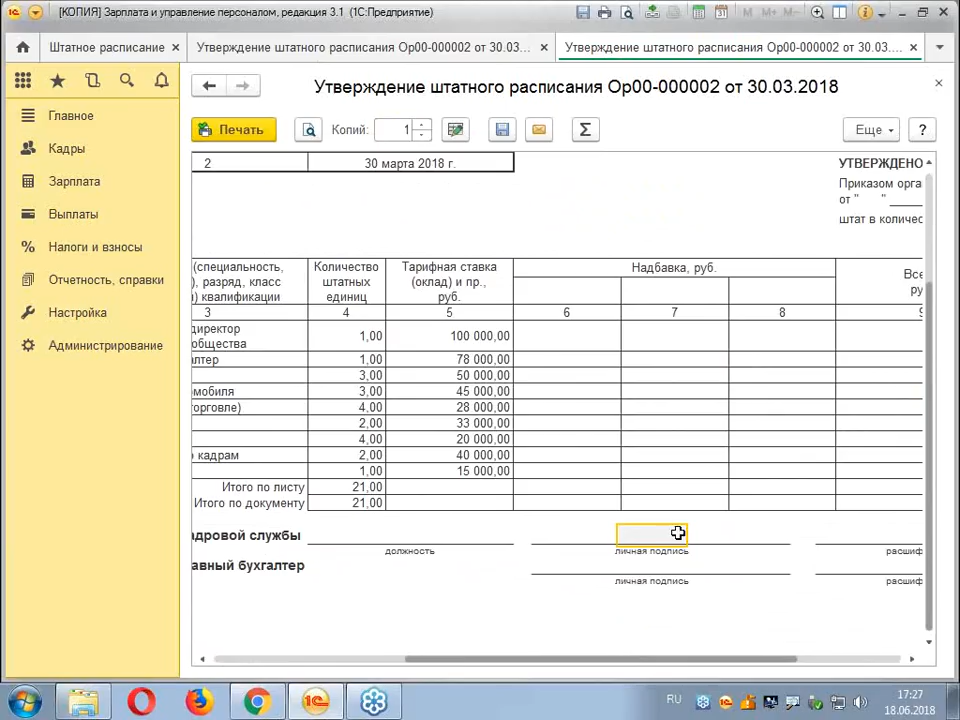 [КОПИЯ] Зарплата и управление персоналом, редакция 3.1 (1С:Предприятие)
M M+ M-
Штатное расписание
Утверждение штатного расписания Ор00-000002 от 30.03...
Утверждение штатного расписания Ор00-000002 от 30.03....
Главное
Кадры
Зарплата
Выплаты
Налоги и взносы
Отчетность, справки
Настройка
Администрирование
Утверждение штатного расписания Ор00-000002 от 30.03.2018
Печать
Копий: 1
Еще
?
2 30 марта 2018 г.
УТВЕРЖДЕНО
Приказом орга
от " "
штат в количес
(специальность, ), разряд, класс ) квалификации
Количество штатных единиц
Тарифная ставка (оклад) и пр., руб.
Надбавка, руб.
Все ру
3 4 5 6 7 8 9
директор общества 1,00 100 000,00
алтер 1,00 78 000,00
3,00 50 000,00
мобиля 3,00 45 000,00
торговле) 4,00 28 000,00
2,00 33 000,00
4,00 20 000,00
о кадрам 2,00 40 000,00
1,00 15 000,00
Итого по листу 21,00
Итого по документу 21,00
адровой службы
должность личная подпись расшиф
авный бухгалтер
личная подпись расшиф
RU
17:27
18.06.2018